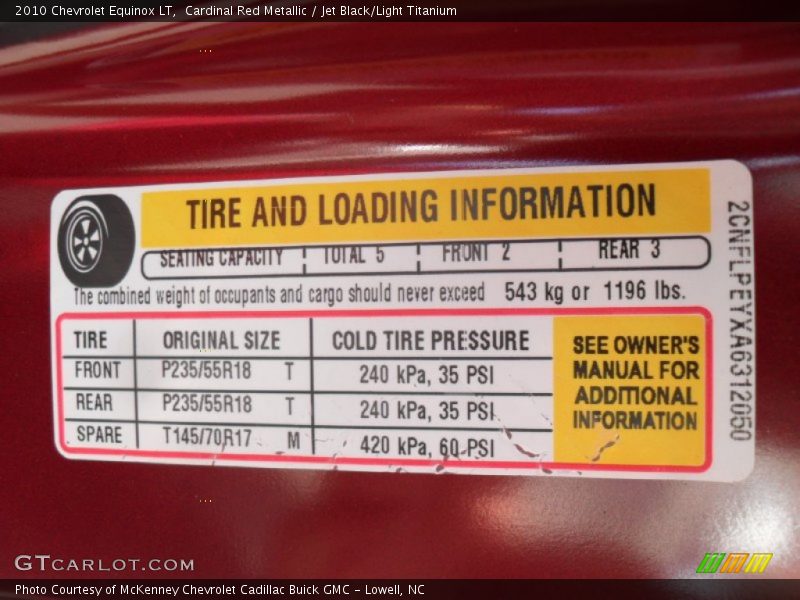 2010 Chevrolet Equinox LT,  Cardinal Red Metallic / Jet Black/Light Titanium
TIRE AND LOADING INFORMATION
SEATING CAPACITY TOTAL 5 FRONT 2 REAR 3
The combined weight of occupants and cargo should never exceed 543 kg or 1196 lbs.
TIRE ORIGINAL SIZE COLD TIRE PRESSURE
FRONT P235/55R18 T 240 kPa, 35 PSI
REAR P235/55R18 T 240 kPa, 35 PSI
SPARE T145/70R17 M 420 kPa, 60 PSI
SEE OWNER'S
MANUAL FOR
ADDITIONAL
INFORMATION
2CNFLPEYXA6312050
GTCARLOT.COM
Photo Courtesy of McKenney Chevrolet Cadillac Buick GMC - Lowell, NC